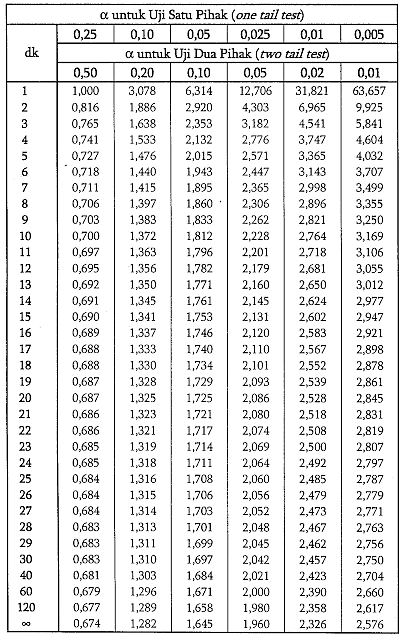 α untuk Uji Satu Pihak (one tail test)
0,25 0,10 0,05 0,025 0,01 0,005
dk α untuk Uji Dua Pihak (two tail test)
0,50 0,20 0,10 0,05 0,02 0,01
1 1,000 3,078 6,314 12,706 31,821 63,657
2 0,816 1,886 2,920 4,303 6,965 9,925
3 0,765 1,638 2,353 3,182 4,541 5,841
4 0,741 1,533 2,132 2,776 3,747 4,604
5 0,727 1,476 2,015 2,571 3,365 4,032
6 0,718 1,440 1,943 2,447 3,143 3,707
7 0,711 1,415 1,895 2,365 2,998 3,499
8 0,706 1,397 1,860 2,306 2,896 3,355
9 0,703 1,383 1,833 2,262 2,821 3,250
10 0,700 1,372 1,812 2,228 2,764 3,169
11 0,697 1,363 1,796 2,201 2,718 3,106
12 0,695 1,356 1,782 2,179 2,681 3,055
13 0,692 1,350 1,771 2,160 2,650 3,012
14 0,691 1,345 1,761 2,145 2,624 2,977
15 0,690 1,341 1,753 2,131 2,602 2,947
16 0,689 1,337 1,746 2,120 2,583 2,921
17 0,688 1,333 1,740 2,110 2,567 2,898
18 0,688 1,330 1,734 2,101 2,552 2,878
19 0,687 1,328 1,729 2,093 2,539 2,861
20 0,687 1,325 1,725 2,086 2,528 2,845
21 0,686 1,323 1,721 2,080 2,518 2,831
22 0,686 1,321 1,717 2,074 2,508 2,819
23 0,685 1,319 1,714 2,069 2,500 2,807
24 0,685 1,318 1,711 2,064 2,492 2,797
25 0,684 1,316 1,708 2,060 2,485 2,787
26 0,684 1,315 1,706 2,056 2,479 2,779
27 0,684 1,314 1,703 2,052 2,473 2,771
28 0,683 1,313 1,701 2,048 2,467 2,763
29 0,683 1,311 1,699 2,045 2,462 2,756
30 0,683 1,310 1,697 2,042 2,457 2,750
40 0,681 1,303 1,684 2,021 2,423 2,704
60 0,679 1,296 1,671 2,000 2,390 2,660
120 0,677 1,289 1,658 1,980 2,358 2,617
∞ 0,674 1,282 1,645 1,960 2,326 2,576